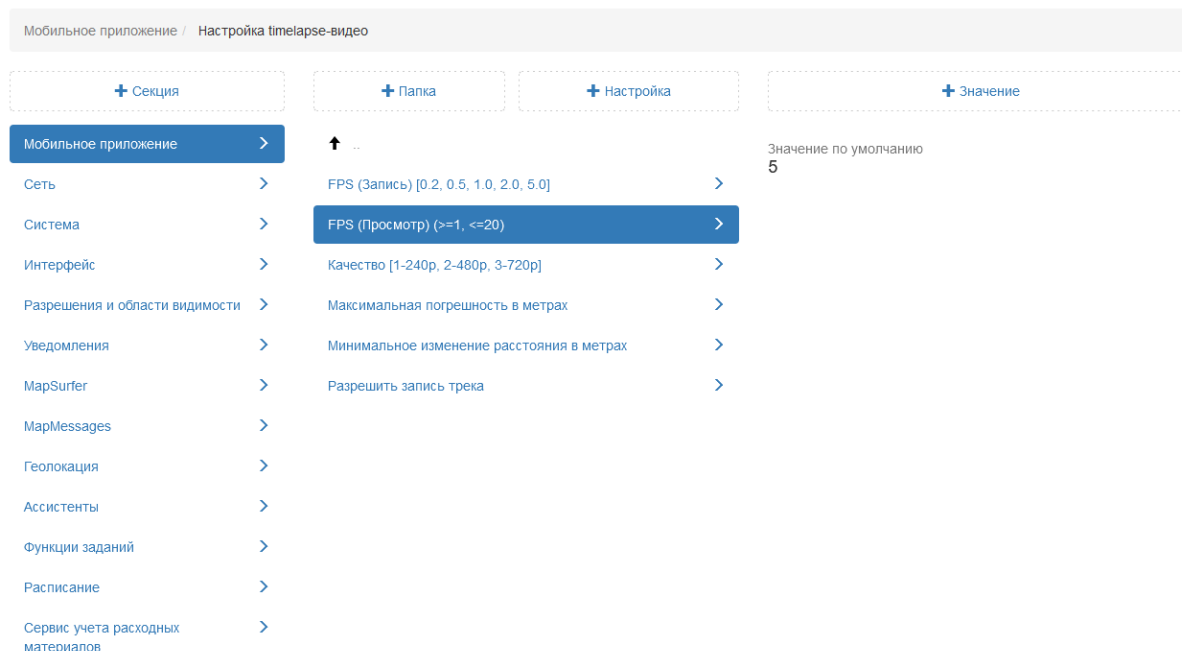 Мобильное приложение / Настройка timelapse-видео
+ Секция
+ Папка
+ Настройка
+ Значение
Мобильное приложение
Сеть
Система
Интерфейс
Разрешения и области видимости
Уведомления
MapSurfer
MapMessages
Геолокация
Ассистенты
Функции заданий
Расписание
Сервис учета расходных
материалов
..
FPS (Запись) [0.2, 0.5, 1.0, 2.0, 5.0]
FPS (Просмотр) (>=1, <=20)
Качество [1-240p, 2-480p, 3-720p]
Максимальная погрешность в метрах
Минимальное изменение расстояния в метрах
Разрешить запись трека
Значение по умолчанию
5